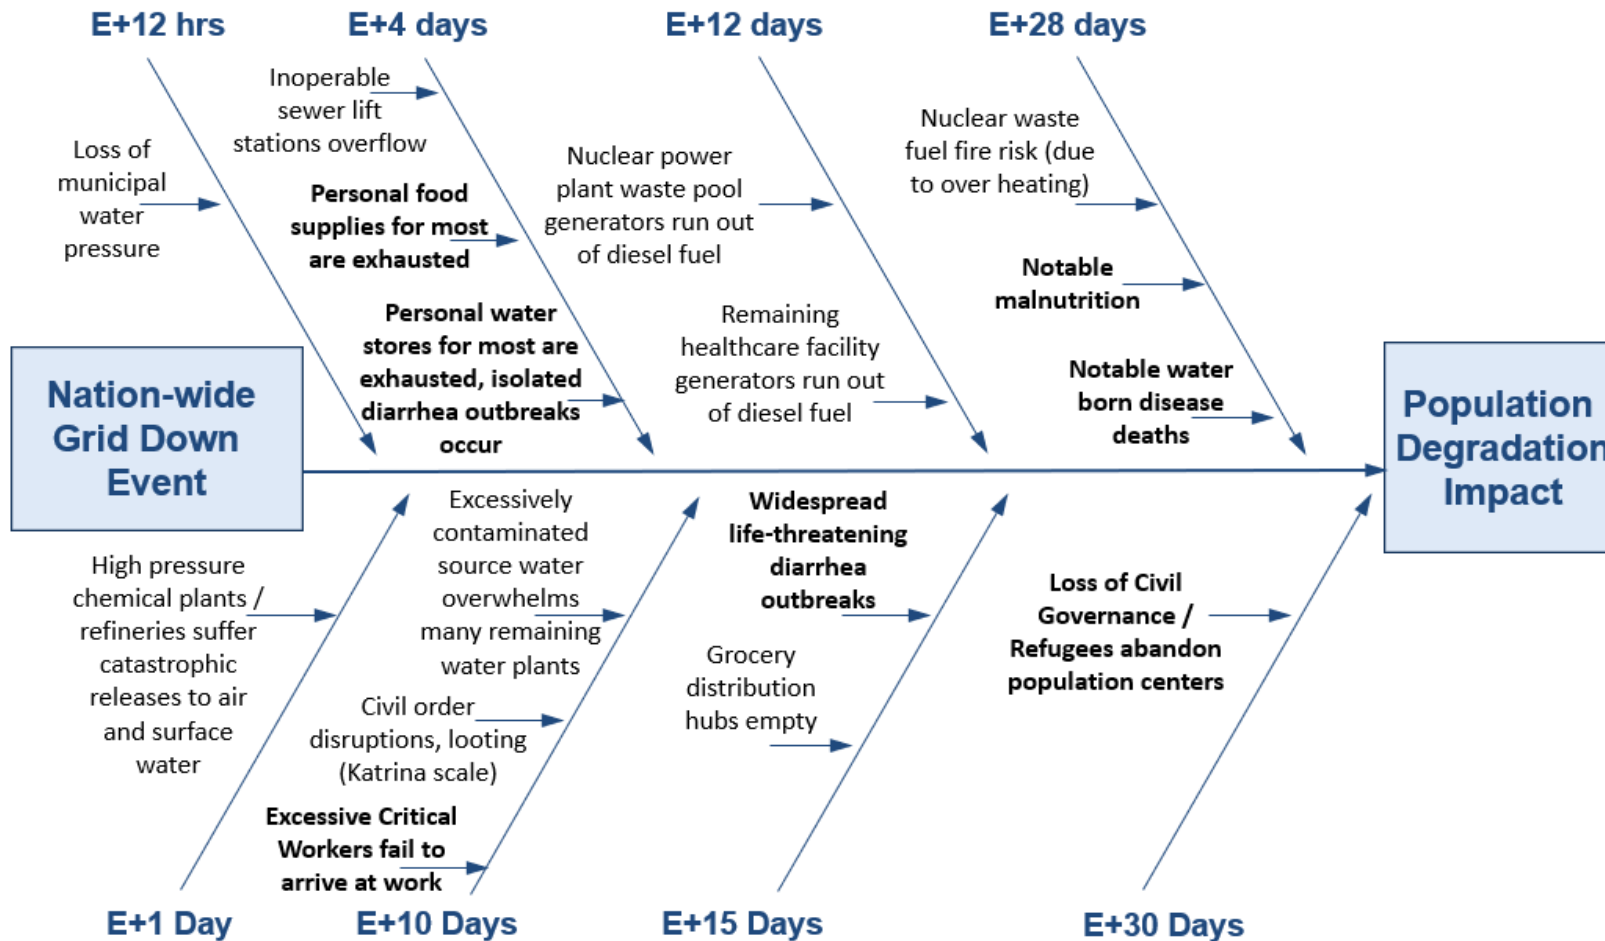 E+12 hrs
E+4 days
E+12 days
E+28 days
Loss of
municipal
water
pressure
Inoperable
sewer lift
stations overflow
Personal food
supplies for most
are exhausted
Personal water
stores for most are
exhausted, isolated
diarrhea outbreaks
occur
Nuclear power
plant waste pool
generators run out
of diesel fuel
Remaining
healthcare facility
generators run out
of diesel fuel
Nuclear waste
fuel fire risk (due
to over heating)
Notable
malnutrition
Notable water
born disease
deaths
Nation-wide
Grid Down
Event
Population
Degradation
Impact
High pressure
chemical plants /
refineries suffer
catastrophic
releases to air
and surface
water
Excessively
contaminated
source water
overwhelms
many remaining
water plants
Civil order
disruptions, looting
(Katrina scale)
Excessive Critical
Workers fail to
arrive at work
Widespread
life-threatening
diarrhea
outbreaks
Grocery
distribution
hubs empty
Loss of Civil
Governance /
Refugees abandon
population centers
E+1 Day
E+10 Days
E+15 Days
E+30 Days